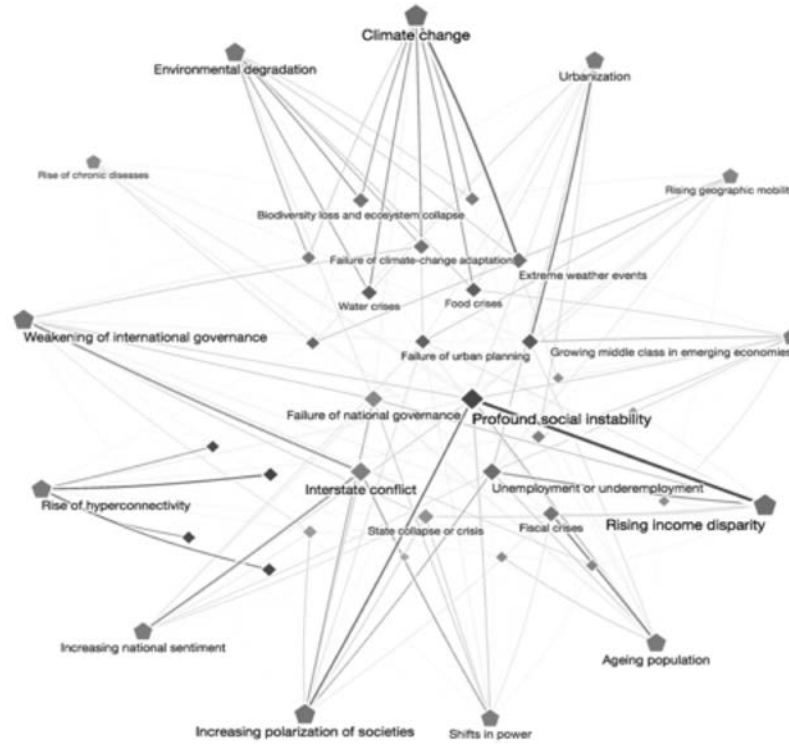 Climate change
Environmental degradation
Urbanization
Rise of chronic diseases
Rising geographic mobility
Biodiversity loss and ecosystem collapse
Failure of climate-change adaptation
Extreme weather events
Water crises
Food crises
Weakening of international governance
Failure of urban planning
Growing middle class in emerging economies
Failure of national governance
Profound social instability
Interstate conflict
Unemployment or underemployment
Rise of hyperconnectivity
State collapse or crisis
Fiscal crises
Rising income disparity
Increasing national sentiment
Ageing population
Increasing polarization of societies
Shifts in power